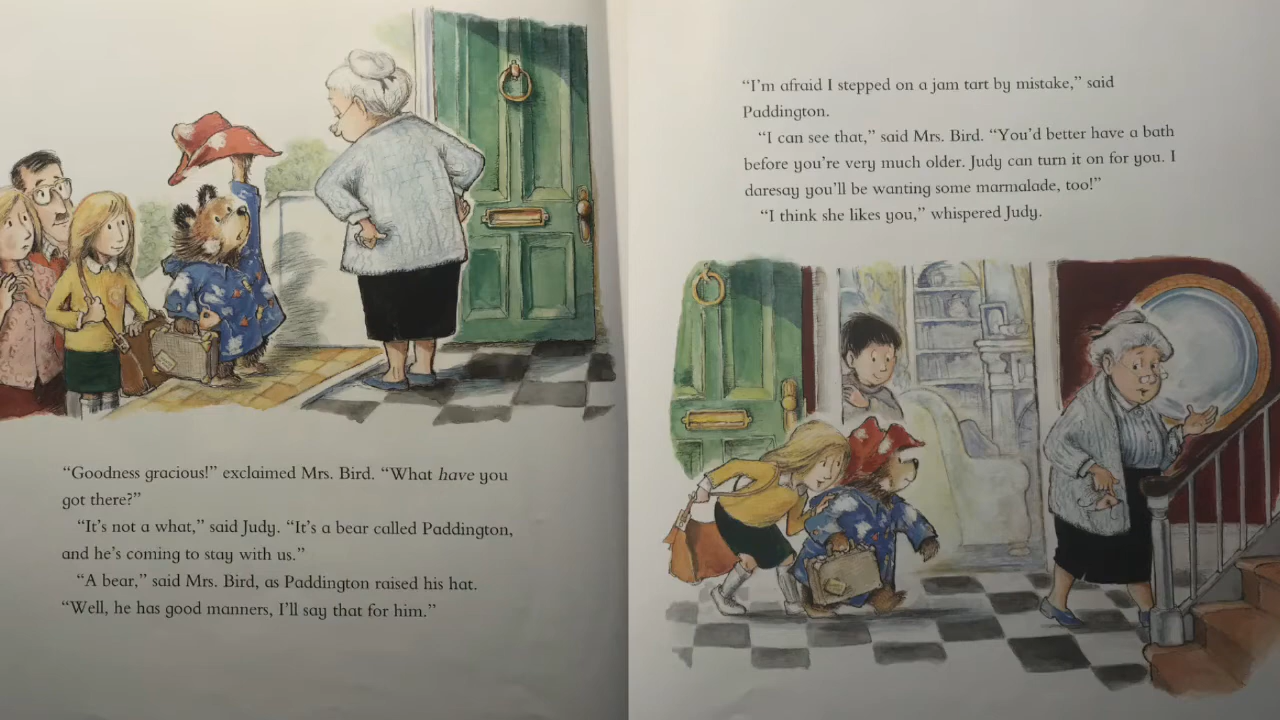 “Goodness gracious!” exclaimed Mrs. Bird. “What have you
got there?”
“It’s not a what,” said Judy. “It’s a bear called Paddington,
and he’s coming to stay with us.”
“A bear,” said Mrs. Bird, as Paddington raised his hat.
“Well, he has good manners, I’ll say that for him.”
“I’m afraid I stepped on a jam tart by mistake,” said
Paddington.
“I can see that,” said Mrs. Bird. “You’d better have a bath
before you’re very much older. Judy can turn it on for you. I
daresay you’ll be wanting some marmalade, too!”
“I think she likes you,” whispered Judy.